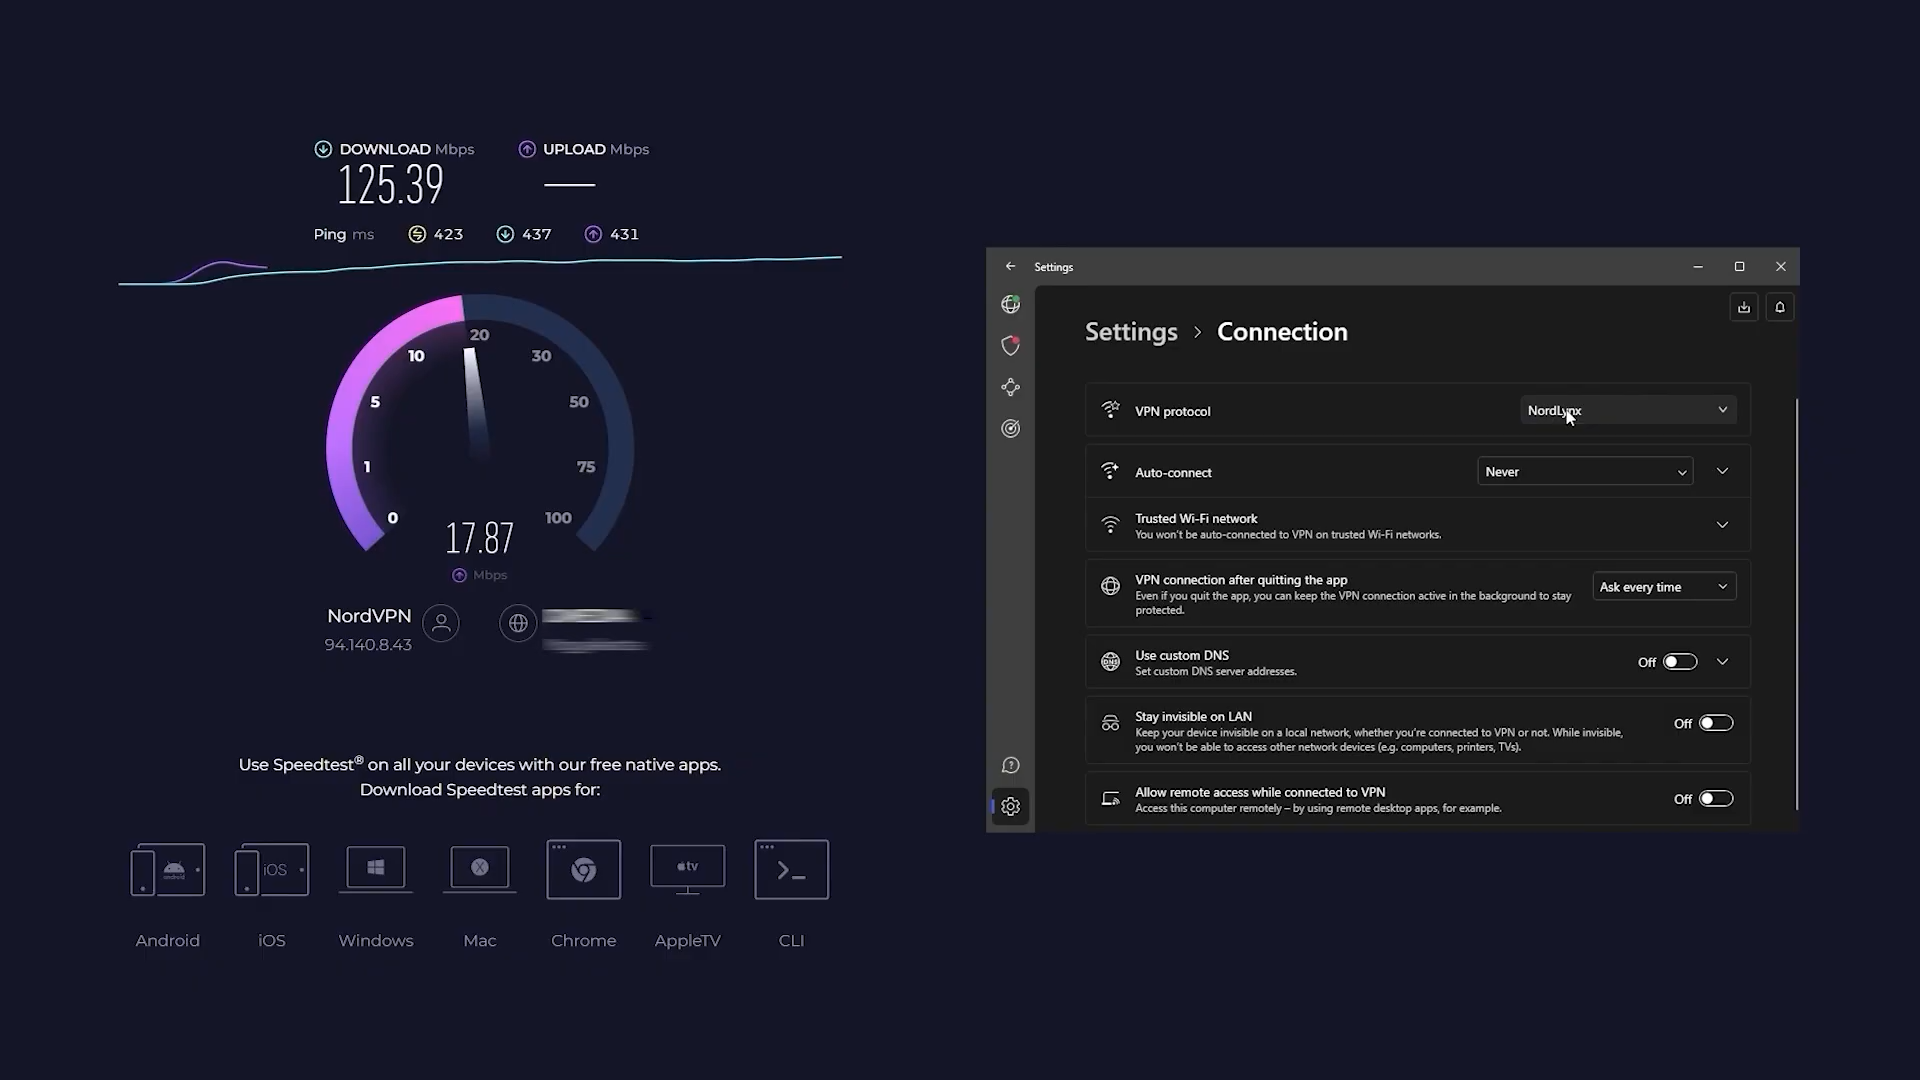 DOWNLOAD Mbps
125.39
UPLOAD Mbps
Ping ms 423 437 431
0
1
5
10
20
30
50
75
100
17.87
Mbps
NordVPN
94.140.8.43
Use Speedtest® on all your devices with our free native apps.
Download Speedtest apps for:
android
iOS
X
tv
Android
iOS
Windows
Mac
Chrome
AppleTV
CLI
Settings
Settings > Connection
VPN protocol
NordLynx
Auto-connect
Never
Trusted Wi-Fi network
You won't be auto-connected to VPN on trusted Wi-Fi networks.
VPN connection after quitting the app
Even if you quit the app, you can keep the VPN connection active in the background to stay
protected.
Ask every time
DNS
Use custom DNS
Set custom DNS server addresses.
Off
Stay invisible on LAN
Keep your device invisible on a local network, whether you're connected to VPN or not. While invisible,
you won't be able to access other network devices (e.g. computers, printers, TVs).
Off
Allow remote access while connected to VPN
Access this computer remotely – by using remote desktop apps, for example.
Off